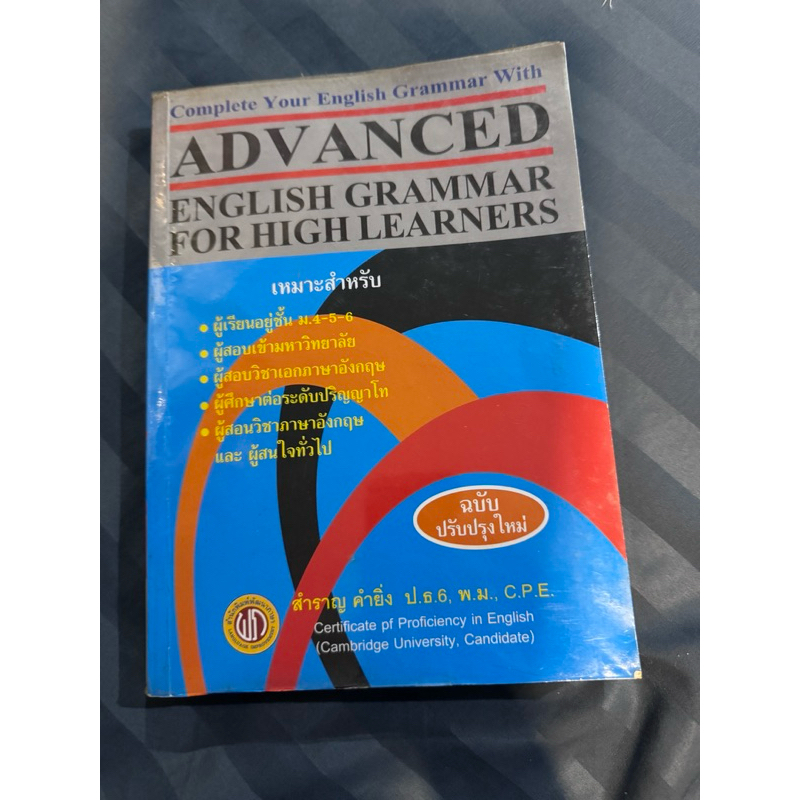 Complete Your English Grammar With
ADVANCED
ENGLISH GRAMMAR
FOR HIGH LEARNERS
เหมาะสำหรับ
• ผู้เรียนอยู่ชั้น ม.4-5-6
• ผู้สอบเข้ามหาวิทยาลัย
• ผู้สอบวิชาเอกภาษาอังกฤษ
• ผู้ศึกษาต่อระดับปริญญาโท
• ผู้สอนวิชาภาษาอังกฤษ
และ ผู้สนใจทั่วไป
ฉบับ
ปรับปรุงใหม่
สำราญ คำยิ่ง ป.ธ.6, พ.ม., C.P.E.
Certificate pf Proficiency in English
(Cambridge University, Candidate)